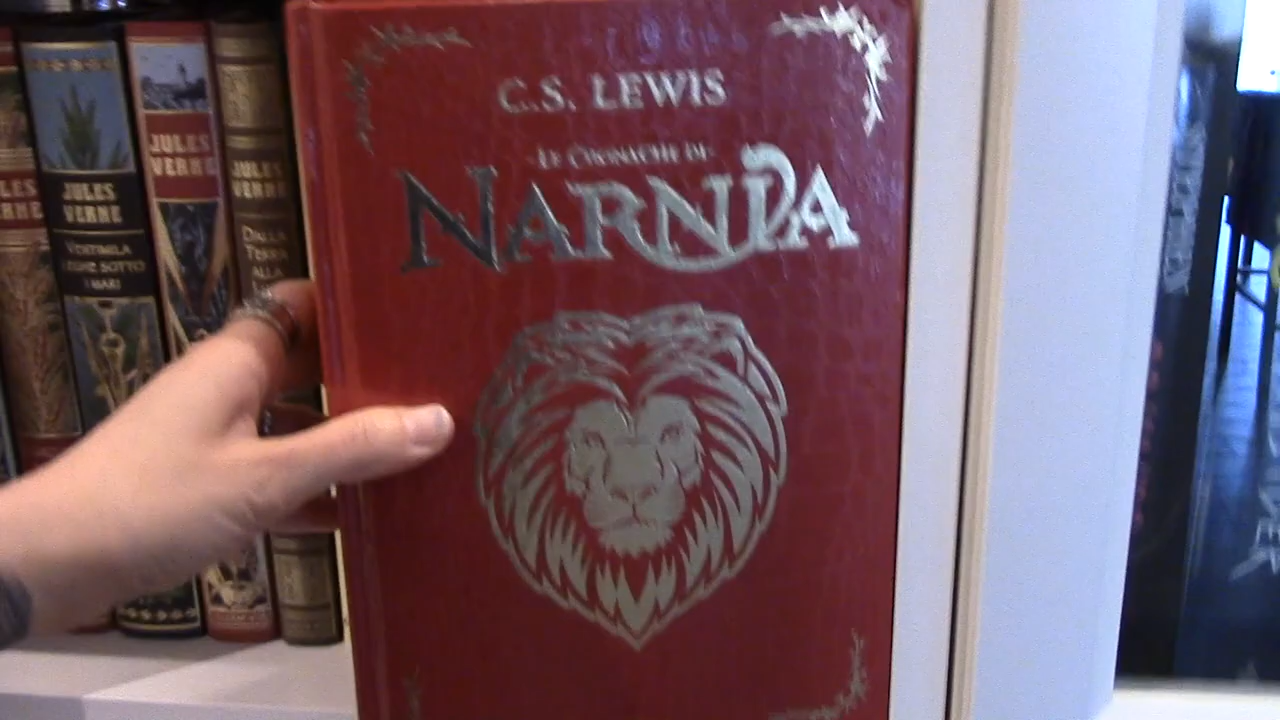 C.S. LEWIS
LE CRONACHE DI
NARNIA
JULES
VERNE
VENTIMILA
LEGHE SOTTO
I MARI
JULES
VERNE
JULES
VERNE
DALLA
TERRA
ALLA